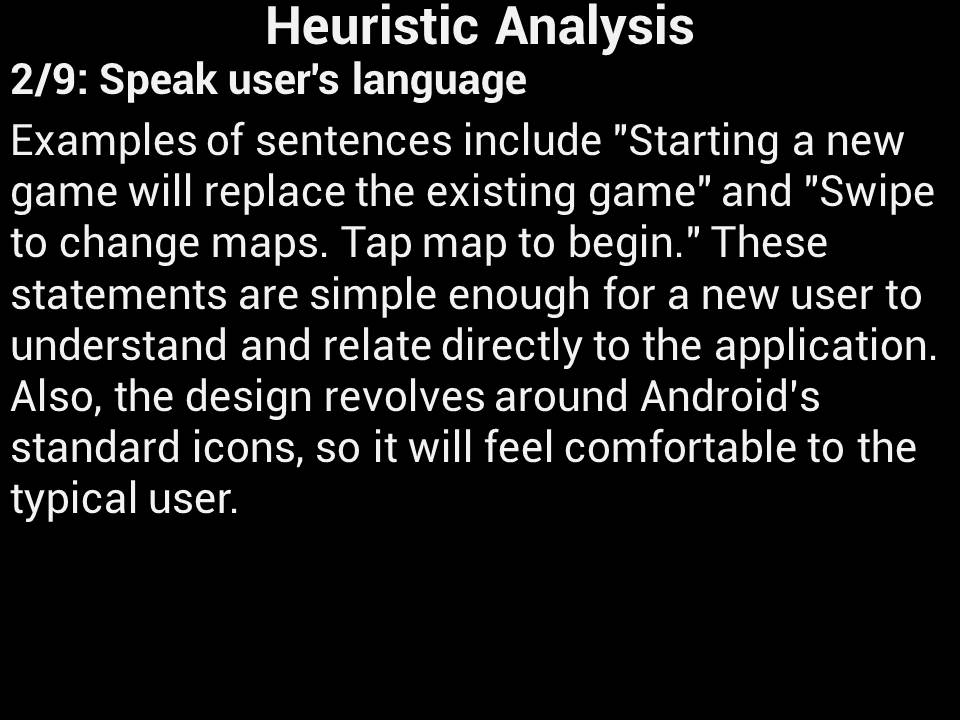 Heuristic Analysis
2/9: Speak user's language
Examples of sentences include "Starting a new
game will replace the existing game" and "Swipe
to change maps. Tap map to begin." These
statements are simple enough for a new user to
understand and relate directly to the application.
Also, the design revolves around Android's
standard icons, so it will feel comfortable to the
typical user.